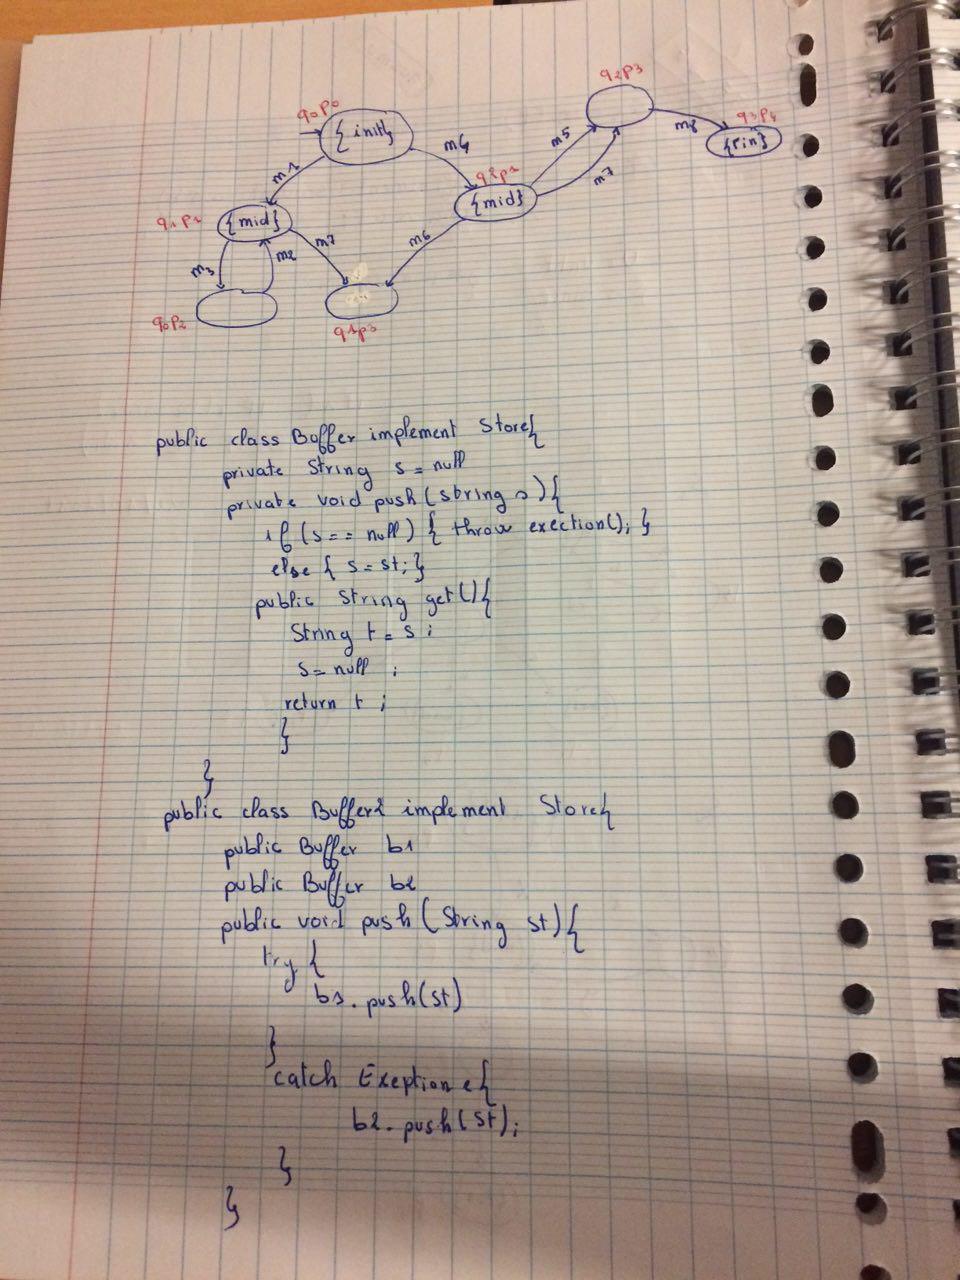 q2p3
q0p0
{init}
m5
m8
q3p4
{fin}
m4
m1
q2p1
m7
{mid}
q1p1
{mid}
m7
m6
m3
m2
q0p2
q1p3
public class Buffer implement Store{
private String s = null
private void push (string s) {
if (s == null) { throw exection(); }
else { s = st; }
public String get() {
String t = s ;
s = null ;
return t ;
}
}
public class Buffer2 implement Store{
public Buffer b1
public Buffer b2
public void push (String st) {
try {
b1. push(st)
}
catch Exeption e{
b2. push(st);
}
}